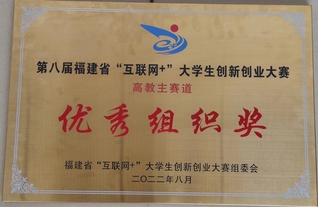 第八届福建省“互联网+”大学生创新创业大赛
高教主赛道
优秀组织奖
福建省“互联网+”大学生创新创业大赛组委会
二〇二二年八月